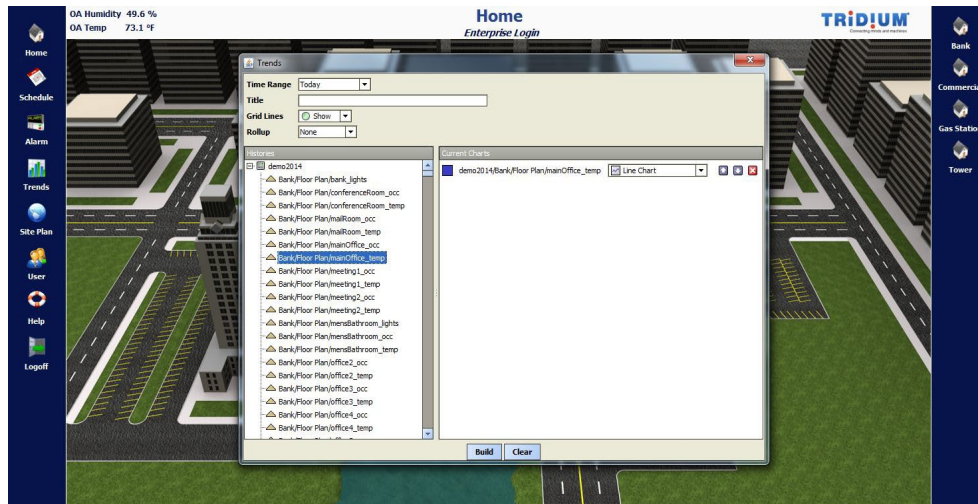 OA Humidity 49.6 %
OA Temp 73.1 ºF
Home
Enterprise Login
TRiDiUM
Connecting minds and machines
Home
Schedule
Alarm
Trends
Site Plan
User
Help
Logoff
Trends
Time Range Today
Title
Grid Lines Show
Rollup None
Histories
demo2014
Bank/Floor Plan/bank_lights
Bank/Floor Plan/conferenceRoom_occ
Bank/Floor Plan/conferenceRoom_temp
Bank/Floor Plan/mailRoom_occ
Bank/Floor Plan/mailRoom_temp
Bank/Floor Plan/mainOffice_occ
Bank/Floor Plan/mainOffice_temp
Bank/Floor Plan/meeting1_occ
Bank/Floor Plan/meeting1_temp
Bank/Floor Plan/meeting2_occ
Bank/Floor Plan/meeting2_temp
Bank/Floor Plan/mensBathroom_lights
Bank/Floor Plan/mensBathroom_occ
Bank/Floor Plan/mensBathroom_temp
Bank/Floor Plan/office2_occ
Bank/Floor Plan/office2_temp
Bank/Floor Plan/office3_occ
Bank/Floor Plan/office3_temp
Bank/Floor Plan/office4_occ
Bank/Floor Plan/office4_temp
Current Charts
demo2014/Bank/Floor Plan/mainOffice_temp Line Chart
Build Clear
Bank
Commercia
Gas Statio
Tower